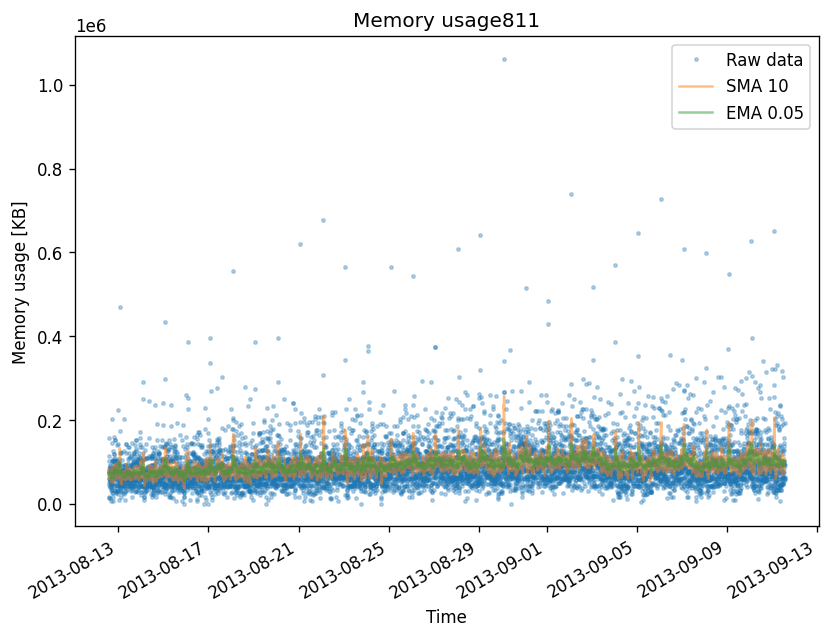 Memory usage811
1e6
Raw data
SMA 10
EMA 0.05
1.0
0.8
0.6
0.4
0.2
0.0
Memory usage [KB]
2013-08-13
2013-08-17
2013-08-21
2013-08-25
2013-08-29
2013-09-01
2013-09-05
2013-09-09
2013-09-13
Time